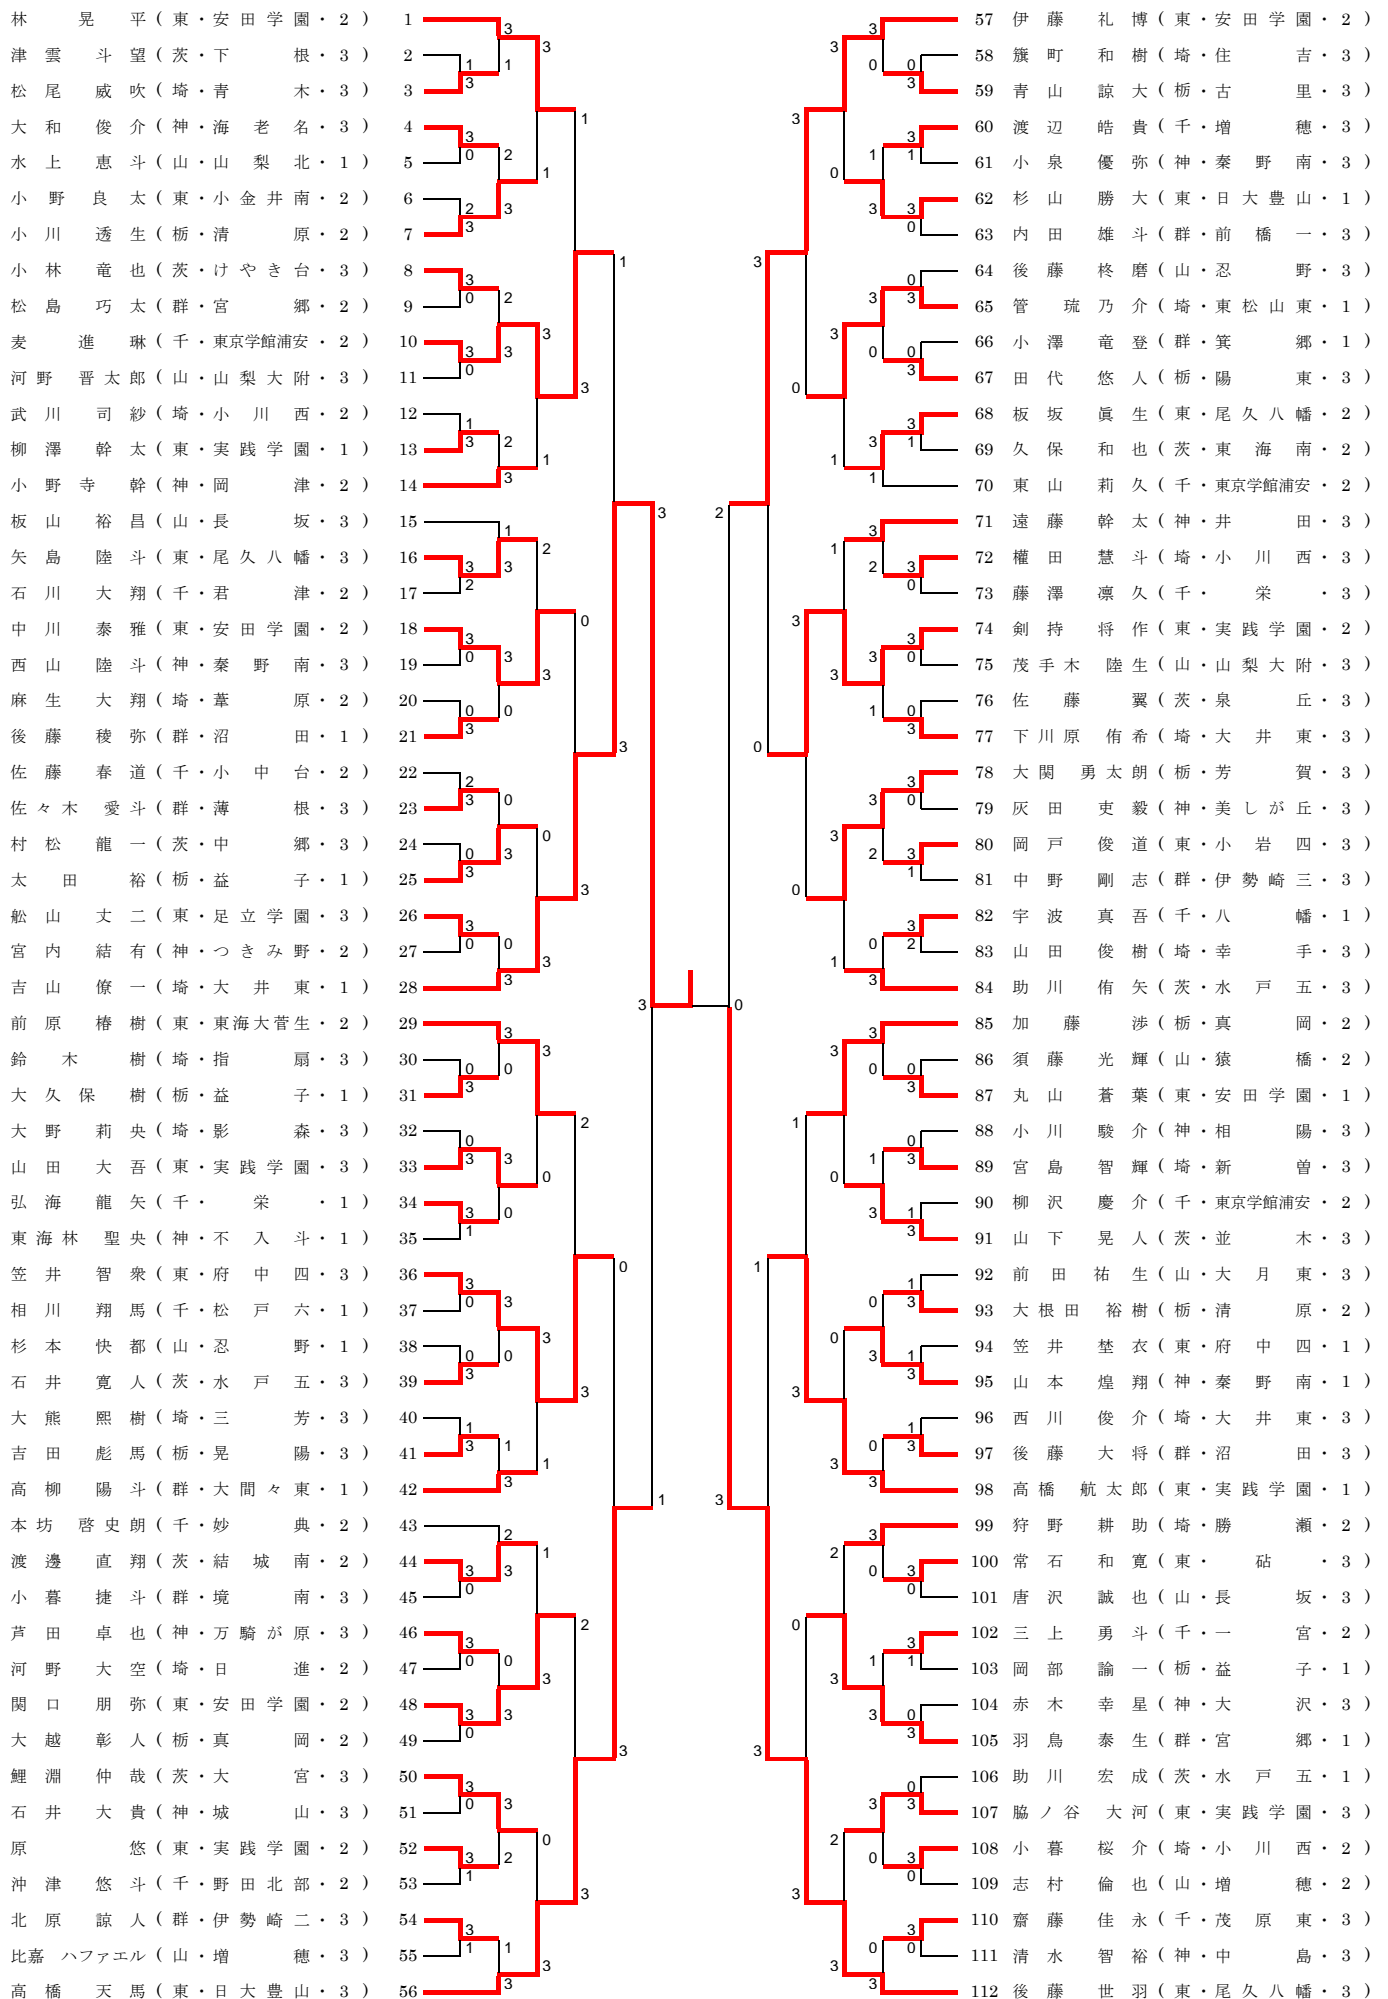 林晃平(東・安田学園・2) 1
津雲斗望(茨・下根・3) 2
松尾威吹(埼・青木・3) 3
大和俊介(神・海老名・3) 4
水上恵斗(山・山梨北・1) 5
小野良太(東・小金井南・2) 6
小川透生(栃・清原・2) 7
小林竜也(茨・けやき台・3) 8
松島巧太(群・宮郷・2) 9
麦進琳(千・東京学館浦安・2) 10
河野晋太郎(山・山梨大附・3) 11
武川司紗(埼・小川西・2) 12
柳澤幹太(東・実践学園・1) 13
小野寺幹(神・岡津・2) 14
板山裕昌(山・長坂・3) 15
矢島陸斗(東・尾久八幡・3) 16
石川大翔(千・君津・2) 17
中川泰雅(東・安田学園・2) 18
西山陸斗(神・秦野南・3) 19
麻生大翔(埼・葦原・2) 20
後藤稜弥(群・沼田・1) 21
佐藤春道(千・小中台・2) 22
佐々木愛斗(群・薄根・3) 23
村松龍一(茨・中郷・3) 24
太田裕(栃・益子・1) 25
舩山丈二(東・足立学園・3) 26
宮内結有(神・つきみ野・2) 27
吉山僚一(埼・大井東・1) 28
前原椿樹(東・東海大菅生・2) 29
鈴木樹(埼・指扇・3) 30
大久保樹(栃・益子・1) 31
大野莉央(埼・影森・3) 32
山田大吾(東・実践学園・3) 33
弘海龍矢(千・栄・1) 34
東海林聖央(神・不入斗・1) 35
笠井智衆(東・府中四・3) 36
相川翔馬(千・松戸六・1) 37
杉本快都(山・忍野・1) 38
石井寛人(茨・水戸五・3) 39
大熊熙樹(埼・三芳・3) 40
吉田彪馬(栃・晃陽・3) 41
高柳陽斗(群・大間々東・1) 42
本坊啓史朗(千・妙典・2) 43
渡邊直翔(茨・結城南・2) 44
小暮捷斗(群・境南・3) 45
芦田卓也(神・万騎が原・3) 46
河野大空(埼・日進・2) 47
関口朋弥(東・安田学園・2) 48
大越彰人(栃・真岡・2) 49
鯉淵仲哉(茨・大宮・3) 50
石井大貴(神・城山・3) 51
原悠(東・実践学園・2) 52
沖津悠斗(千・野田北部・2) 53
北原諒人(群・伊勢崎二・3) 54
比嘉ハファエル(山・増穂・3) 55
高橋天馬(東・日大豊山・3) 56
57 伊藤礼博(東・安田学園・2)
58 簱町和樹(埼・住吉・3)
59 青山諒大(栃・古里・3)
60 渡辺皓貴(千・増穂・3)
61 小泉優弥(神・秦野南・3)
62 杉山勝大(東・日大豊山・1)
63 内田雄斗(群・前橋一・3)
64 後藤柊磨(山・忍野・3)
65 管琉乃介(埼・東松山東・1)
66 小澤竜登(群・箕郷・1)
67 田代悠人(栃・陽東・3)
68 板坂眞生(東・尾久八幡・2)
69 久保和也(茨・東海南・2)
70 東山莉久(千・東京学館浦安・2)
71 遠藤幹太(神・井田・3)
72 權田慧斗(埼・小川西・3)
73 藤澤凛久(千・栄・3)
74 剣持将作(東・実践学園・2)
75 茂手木陸生(山・山梨大附・3)
76 佐藤翼(茨・泉丘・3)
77 下川原侑希(埼・大井東・3)
78 大関勇太朗(栃・芳賀・3)
79 灰田吏毅(神・美しが丘・3)
80 岡戸俊道(東・小岩四・3)
81 中野剛志(群・伊勢崎三・3)
82 宇波真吾(千・八幡・1)
83 山田俊樹(埼・幸手・3)
84 助川侑矢(茨・水戸五・3)
85 加藤渉(栃・真岡・2)
86 須藤光輝(山・猿橋・2)
87 丸山蒼葉(東・安田学園・1)
88 小川駿介(神・相陽・3)
89 宮島智輝(埼・新曽・3)
90 柳沢慶介(千・東京学館浦安・2)
91 山下晃人(茨・並木・3)
92 前田祐生(山・大月東・3)
93 大根田裕樹(栃・清原・2)
94 笠井埜衣(東・府中四・1)
95 山本煌翔(神・秦野南・1)
96 西川俊介(埼・大井東・3)
97 後藤大将(群・沼田・3)
98 高橋航太郎(東・実践学園・1)
99 狩野耕助(埼・勝瀬・2)
100 常石和寛(東・砧・3)
101 唐沢誠也(山・長坂・3)
102 三上勇斗(千・一宮・2)
103 岡部諭一(栃・益子・1)
104 赤木幸星(神・大沢・3)
105 羽鳥泰生(群・宮郷・1)
106 助川宏成(茨・水戸五・1)
107 脇ノ谷大河(東・実践学園・3)
108 小暮桜介(埼・小川西・2)
109 志村倫也(山・増穂・2)
110 齋藤佳永(千・茂原東・3)
111 清水智裕(神・中島・3)
112 後藤世羽(東・尾久八幡・3)